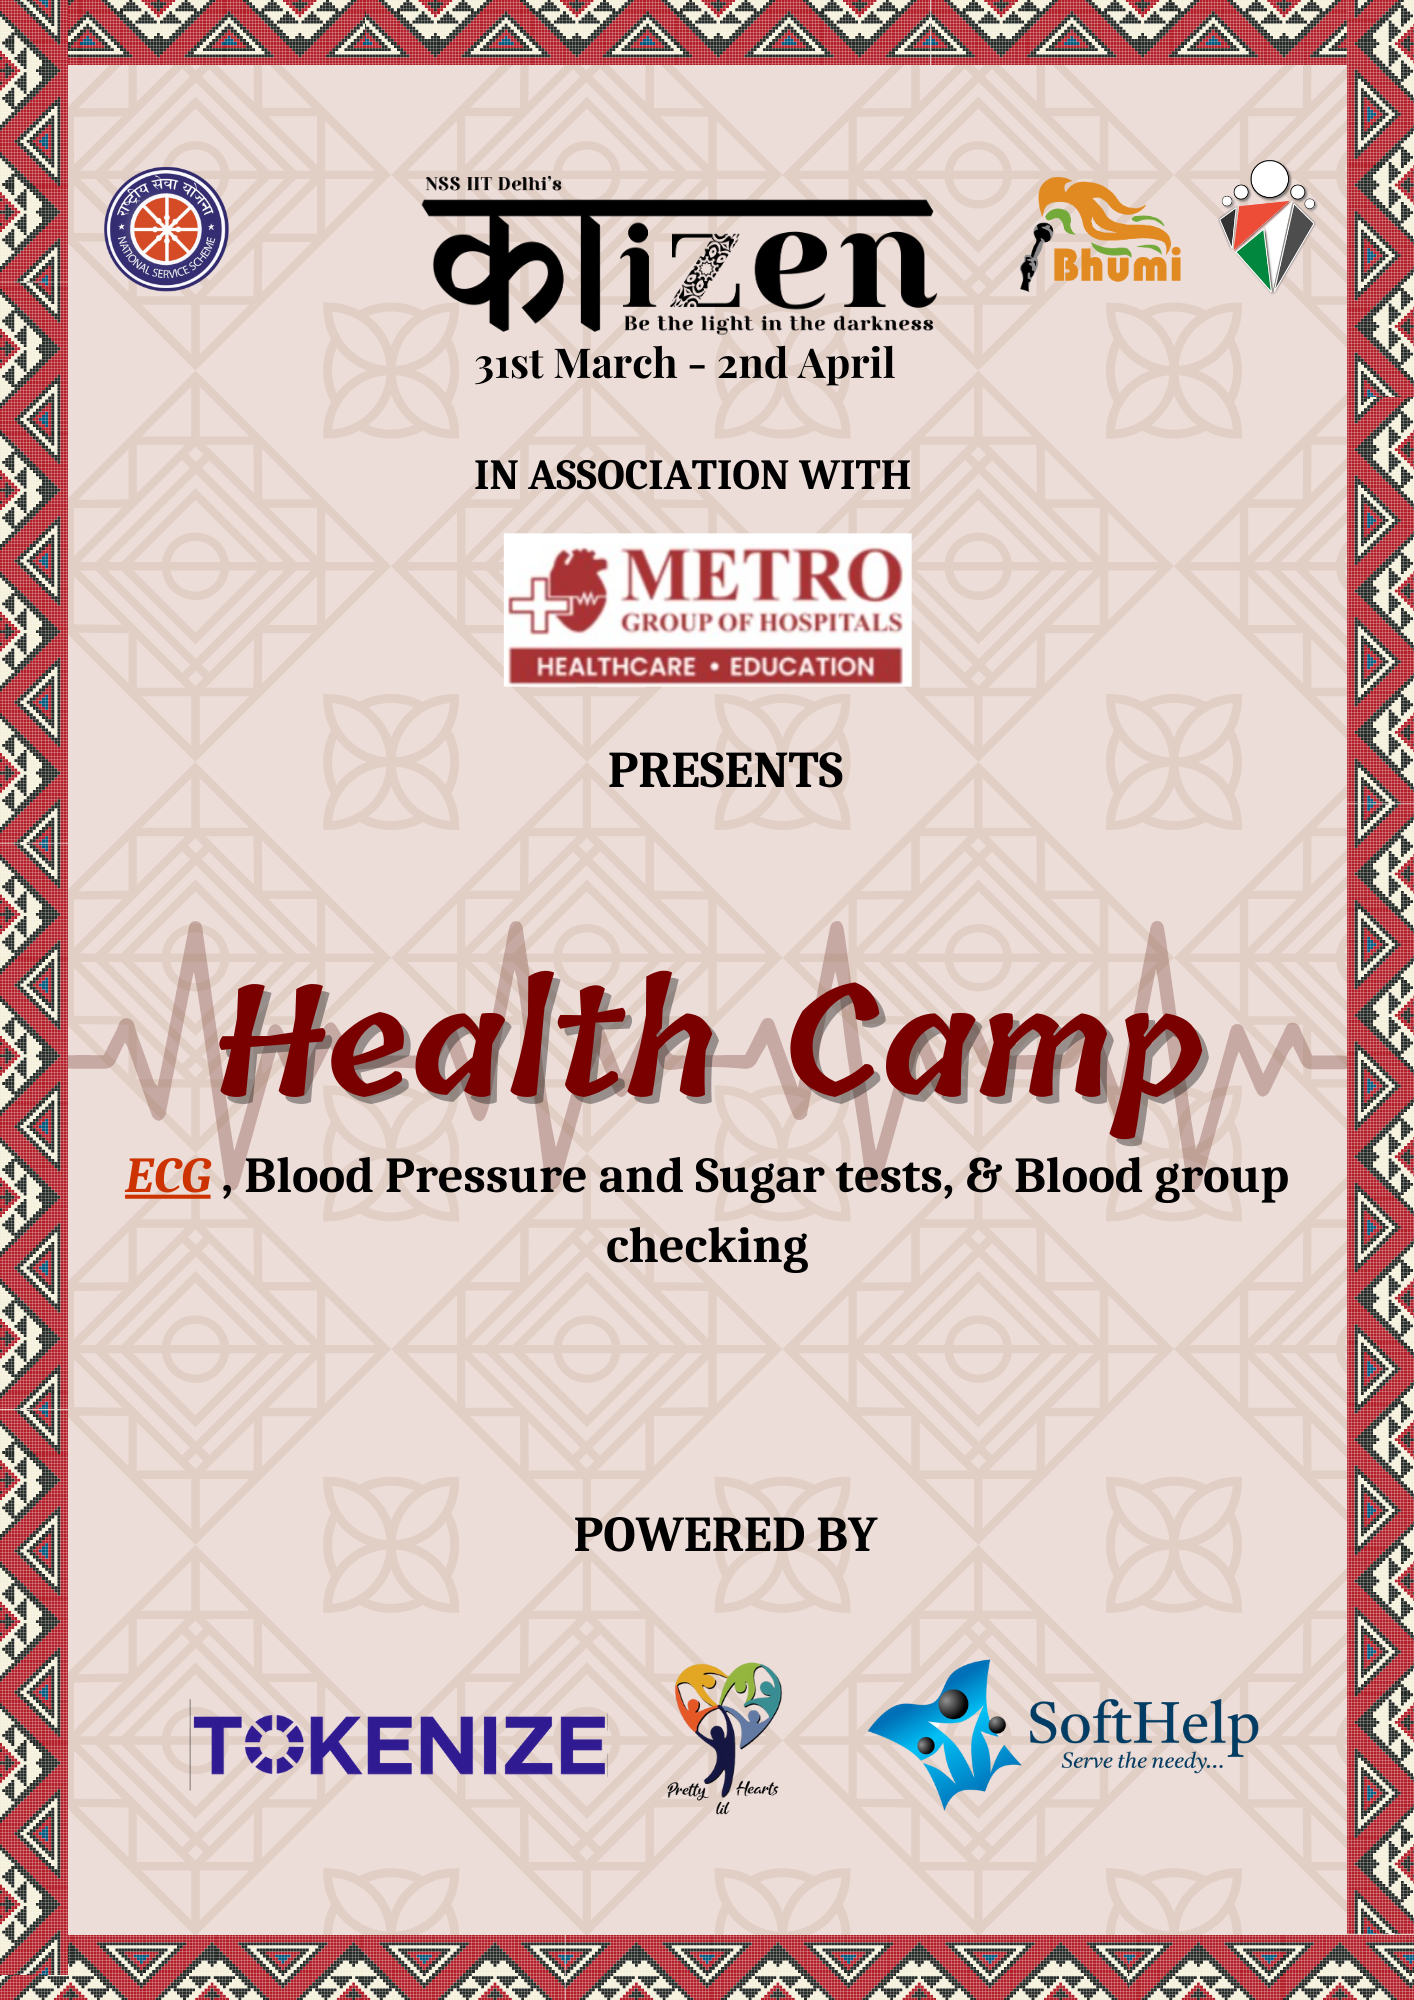 राष्ट्रीय सेवा योजना
NATIONAL SERVICE SCHEME
NSS IIT Delhi's
काizen
Be the light in the darkness
31st March - 2nd April
Bhumi
IN ASSOCIATION WITH
METRO
GROUP OF HOSPITALS
HEALTHCARE • EDUCATION
PRESENTS
Health Camp
ECG , Blood Pressure and Sugar tests, & Blood group
checking
POWERED BY
TOKENIZE
Pretty Hearts
lil
SoftHelp
Serve the needy...